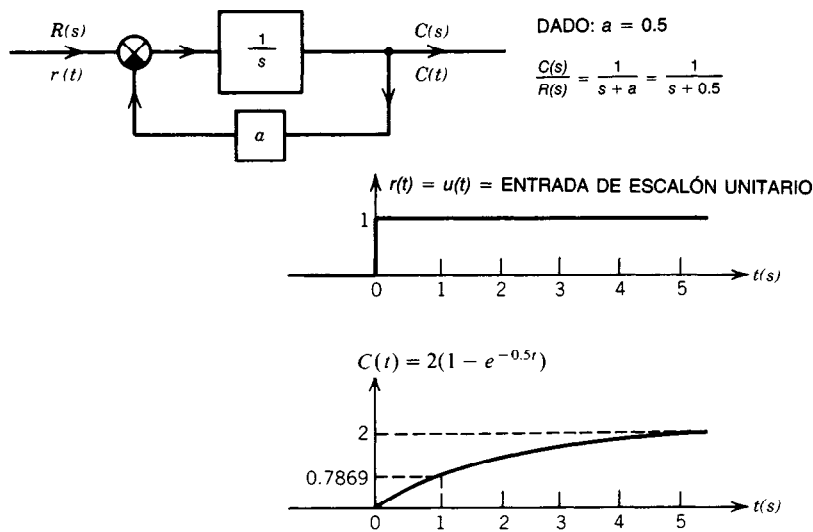 R(s)
r(t)
1
s
C(s)
C(t)
a
DADO: a = 0.5
C(s)/R(s) = 1/(s + a) = 1/(s + 0.5)
r(t) = u(t) = ENTRADA DE ESCALÓN UNITARIO
1
0 1 2 3 4 5 t(s)
C(t) = 2(1 − e^{−0.5t})
2
0.7869
0 1 2 3 4 5 t(s)